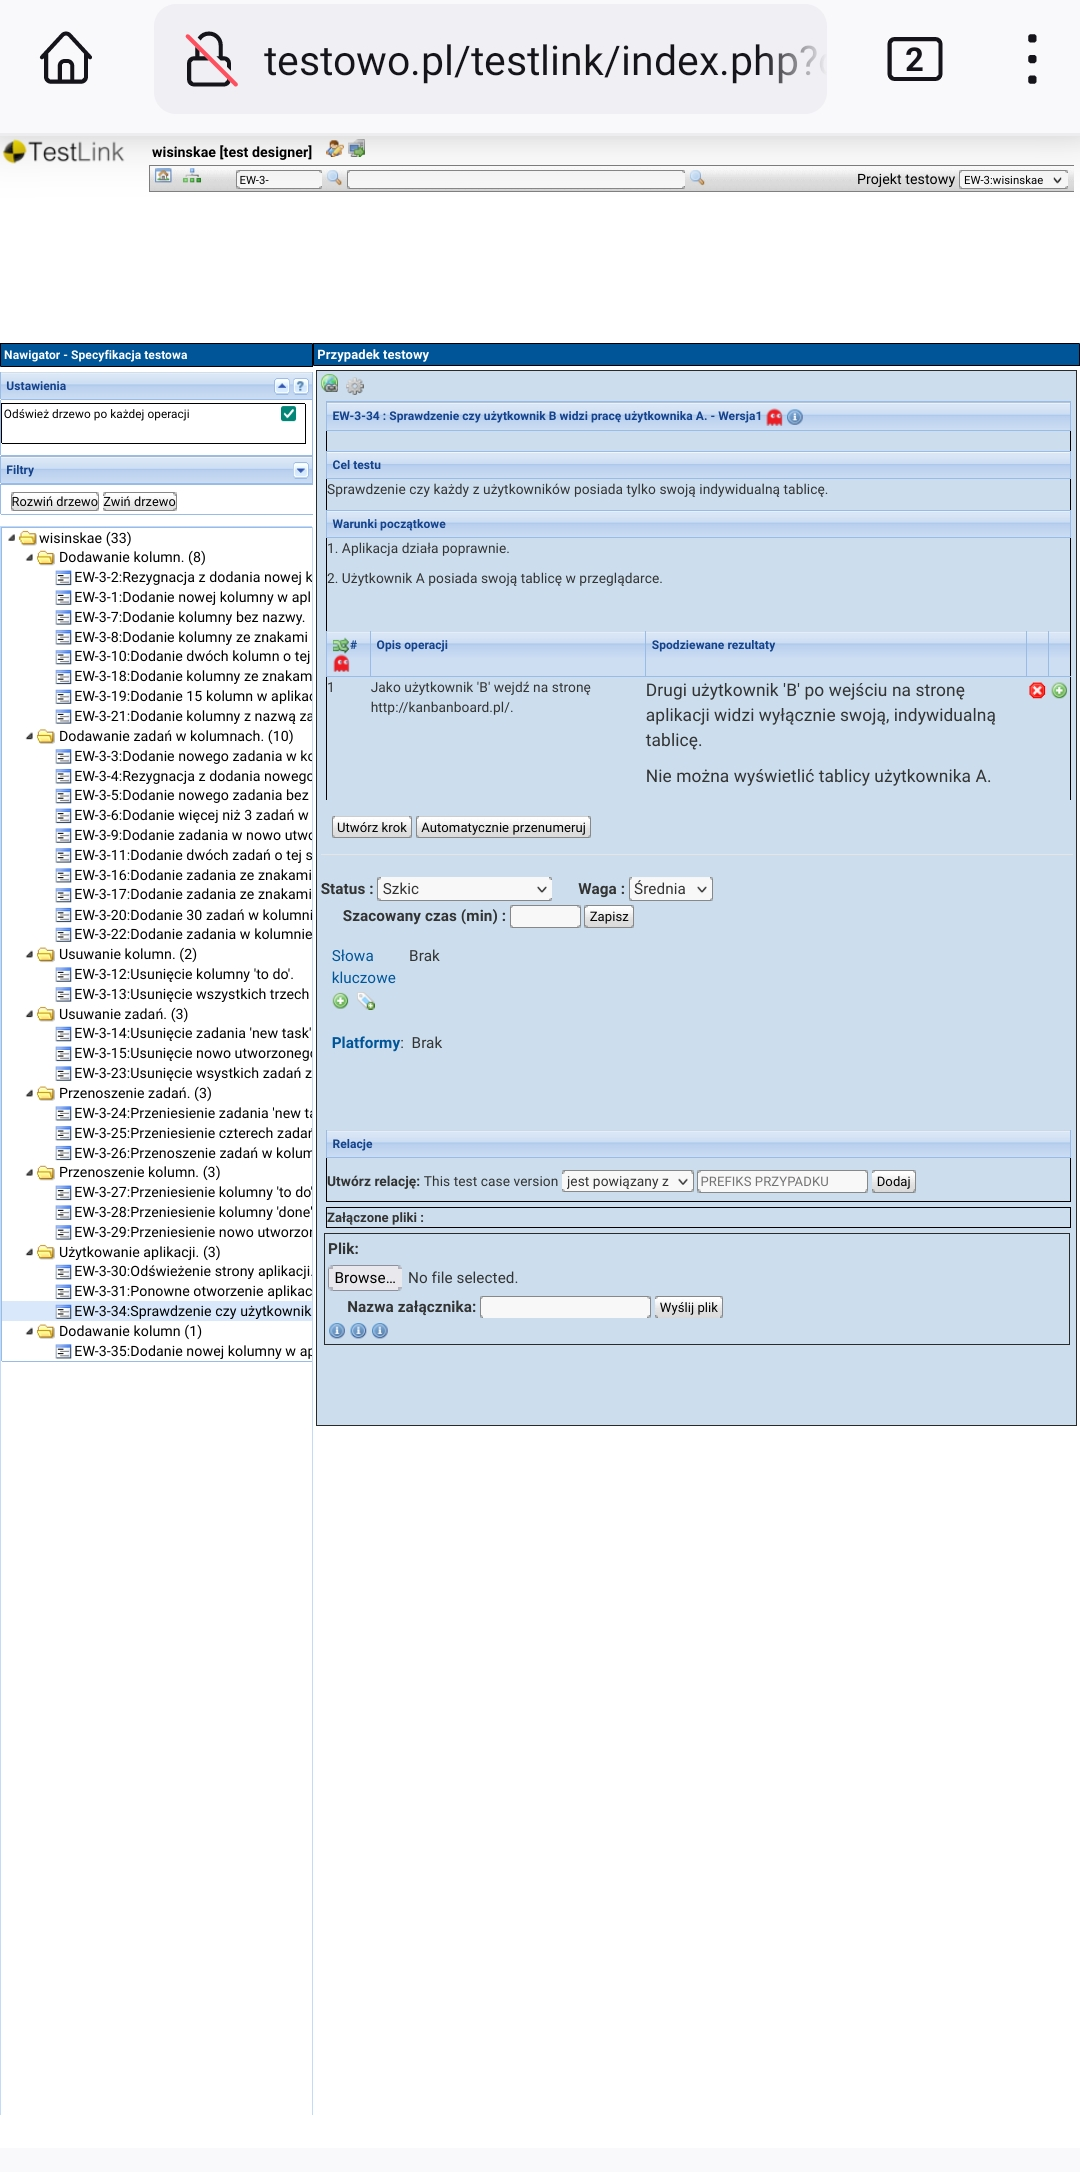 testowo.pl/testlink/index.php?
2
TestLink
wisinskae [test designer]
EW-3-
Projekt testowy EW-3:wisinskae
Nawigator - Specyfikacja testowa
Ustawienia
?
Odśwież drzewo po każdej operacji
Filtry
Rozwiń drzewo Zwiń drzewo
wisinskae (33)
Dodawanie kolumn. (8)
EW-3-2:Rezygnacja z dodania nowej k
EW-3-1:Dodanie nowej kolumny w apl
EW-3-7:Dodanie kolumny bez nazwy.
EW-3-8:Dodanie kolumny ze znakami
EW-3-10:Dodanie dwóch kolumn o tej
EW-3-18:Dodanie kolumny ze znakam
EW-3-19:Dodanie 15 kolumn w aplikac
EW-3-21:Dodanie kolumny z nazwą za
Dodawanie zadań w kolumnach. (10)
EW-3-3:Dodanie nowego zadania w ko
EW-3-4:Rezygnacja z dodania nowego
EW-3-5:Dodanie nowego zadania bez
EW-3-6:Dodanie więcej niż 3 zadań w
EW-3-9:Dodanie zadania w nowo utwo
EW-3-11:Dodanie dwóch zadań o tej s
EW-3-16:Dodanie zadania ze znakami
EW-3-17:Dodanie zadania ze znakami
EW-3-20:Dodanie 30 zadań w kolumni
EW-3-22:Dodanie zadania w kolumnie
Usuwanie kolumn. (2)
EW-3-12:Usunięcie kolumny 'to do'.
EW-3-13:Usunięcie wszystkich trzech
Usuwanie zadań. (3)
EW-3-14:Usunięcie zadania 'new task'
EW-3-15:Usunięcie nowo utworzonego
EW-3-23:Usunięcie wsystkich zadań z
Przenoszenie zadań. (3)
EW-3-24:Przeniesienie zadania 'new ta
EW-3-25:Przeniesienie czterech zadań
EW-3-26:Przenoszenie zadań w kolum
Przenoszenie kolumn. (3)
EW-3-27:Przeniesienie kolumny 'to do'
EW-3-28:Przeniesienie kolumny 'done'
EW-3-29:Przeniesienie nowo utworzon
Użytkowanie aplikacji. (3)
EW-3-30:Odświeżenie strony aplikacji.
EW-3-31:Ponowne otworzenie aplikac
EW-3-34:Sprawdzenie czy użytkownik
Dodawanie kolumn (1)
EW-3-35:Dodanie nowej kolumny w ap
Przypadek testowy
EW-3-34 : Sprawdzenie czy użytkownik B widzi pracę użytkownika A. - Wersja1
Cel testu
Sprawdzenie czy każdy z użytkowników posiada tylko swoją indywidualną tablicę.
Warunki początkowe
1. Aplikacja działa poprawnie.
2. Użytkownik A posiada swoją tablicę w przeglądarce.
# Opis operacji Spodziewane rezultaty
1
Jako użytkownik 'B' wejdź na stronę
http://kanbanboard.pl/.
Drugi użytkownik 'B' po wejściu na stronę
aplikacji widzi wyłącznie swoją, indywidualną
tablicę.
Nie można wyświetlić tablicy użytkownika A.
Utwórz krok Automatycznie przenumeruj
Status : Szkic Waga : Średnia
Szacowany czas (min) : Zapisz
Słowa kluczowe Brak
Platformy: Brak
Relacje
Utwórz relację: This test case version jest powiązany z PREFIKS PRZYPADKU Dodaj
Załączone pliki :
Plik:
Browse... No file selected.
Nazwa załącznika: Wyślij plik